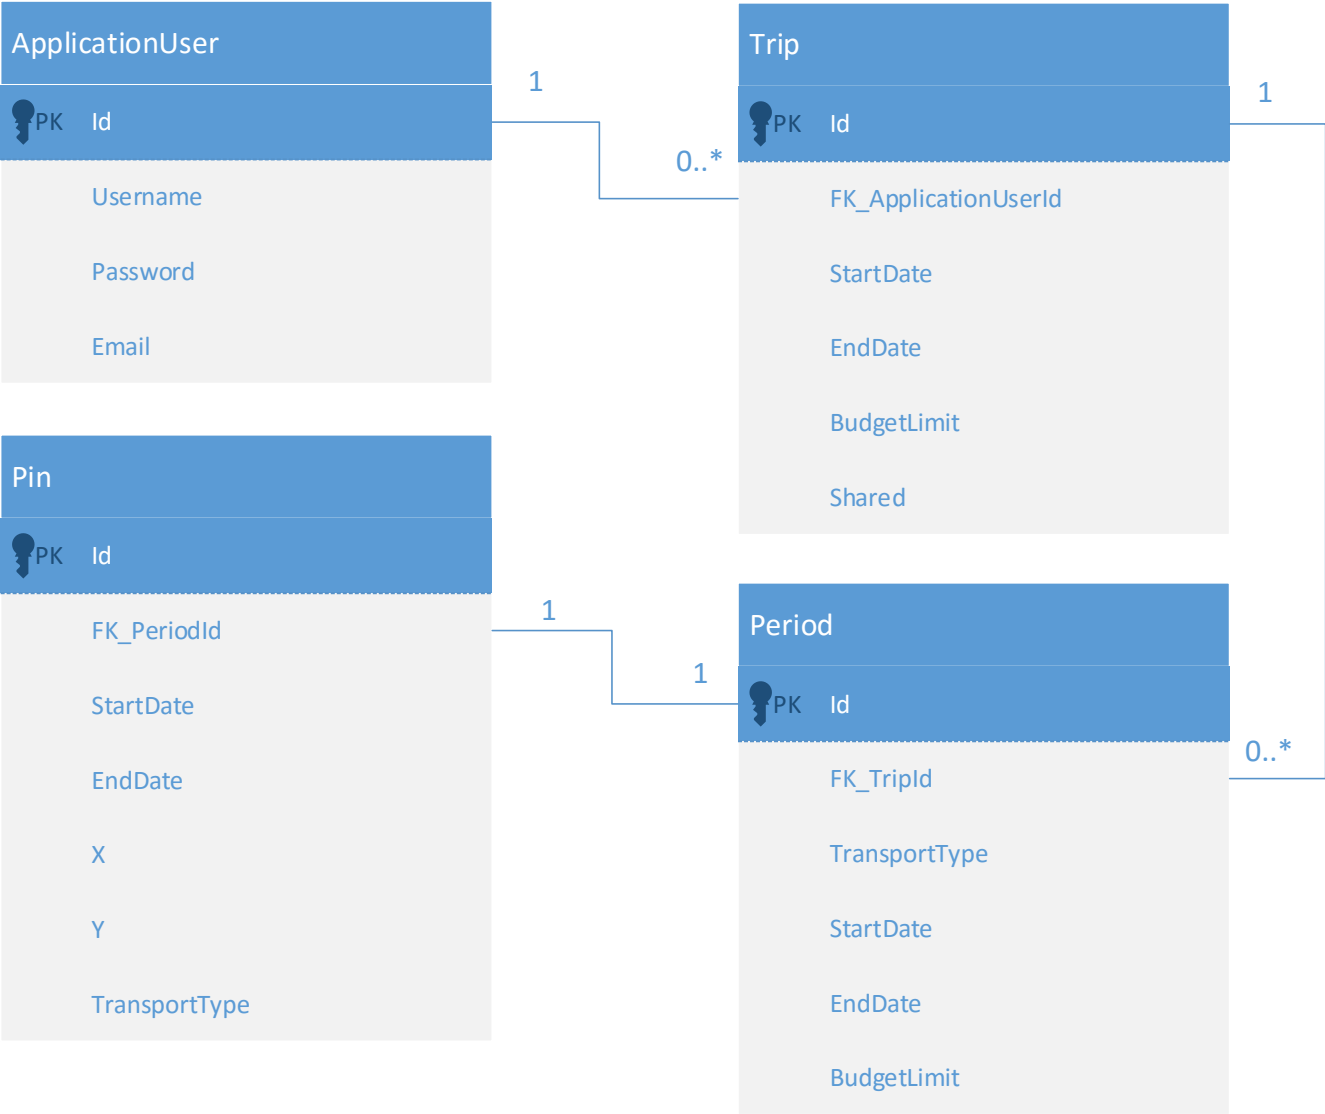 ApplicationUser
PK Id
Username
Password
Email
1
0..*
Trip
PK Id
FK_ApplicationUserId
StartDate
EndDate
BudgetLimit
Shared
1
Pin
PK Id
FK_PeriodId
StartDate
EndDate
X
Y
TransportType
1
1
Period
PK Id
FK_TripId
TransportType
StartDate
EndDate
BudgetLimit
0..*